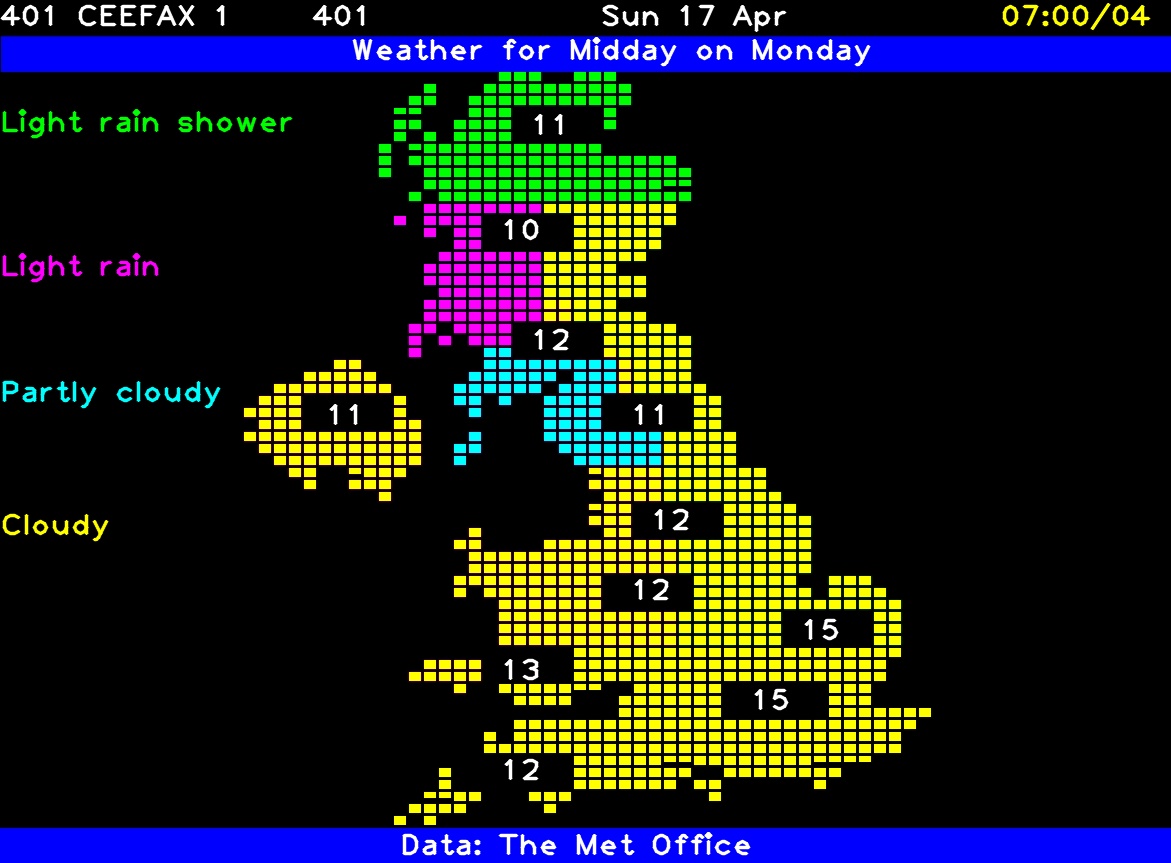 401 CEEFAX 1 401 Sun 17 Apr 07:00/04
Weather for Midday on Monday
Light rain shower
11
10
Light rain
12
Partly cloudy
11 11
Cloudy
12
12
15
13
15
12
Data: The Met Office